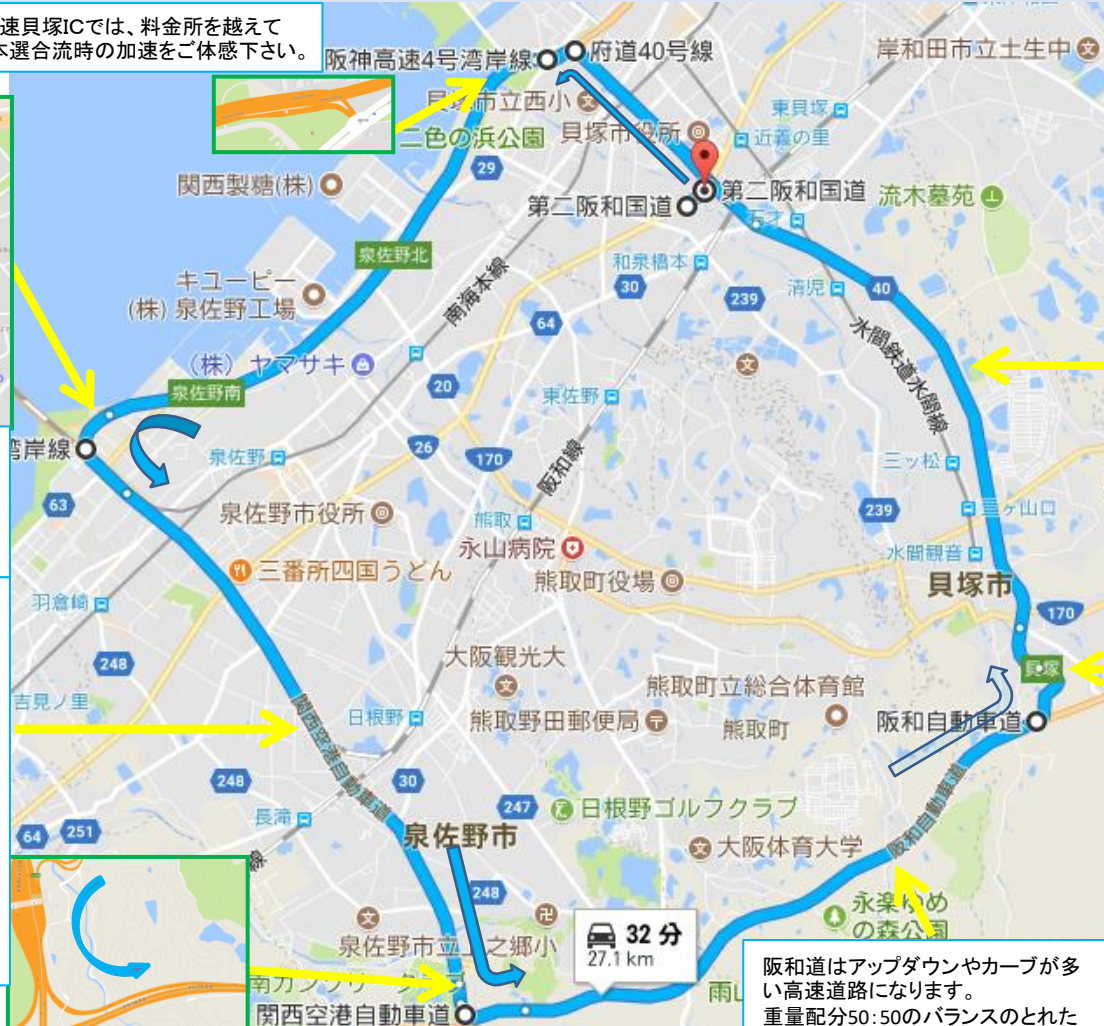 速貝塚ICでは、料金所を越えて
本選合流時の加速をご体感下さい。
阪神高速4号湾岸線
府道40号線
岸和田市立土生中
貝塚市立西小
東貝塚
二色の浜公園
貝塚市役所
近義の里
29
関西製糖(株)
第二阪和国道
第二阪和国道
流木墓苑
石才
泉佐野北
和泉橋本
30
清児
40
キユーピー
(株) 泉佐野工場
南海本線
239
64
水間鉄道水間線
(株) ヤマサキ
泉佐野南
20
東佐野
湾岸線
泉佐野
26
170
阪和線
三ツ松
63
泉佐野市役所
熊取
239
三ヶ山口
永山病院
水間観音
三番所四国うどん
熊取町役場
貝塚市
羽倉崎
170
248
大阪観光大
貝塚
吉見ノ里
熊取町立総合体育館
日根野
熊取野田郵便局
熊取町
阪和自動車道
関西空港自動車道
248
30
247
日根野ゴルフクラブ
阪和自動車道
長滝
64
251
泉佐野市
大阪体育大学
248
永楽ゆめ
の森公園
32 分
27.1 km
泉佐野市立上之郷小
関西空港自動車道
雨山
阪和道はアップダウンやカーブが多
い高速道路になります。
重量配分50:50のバランスのとれた